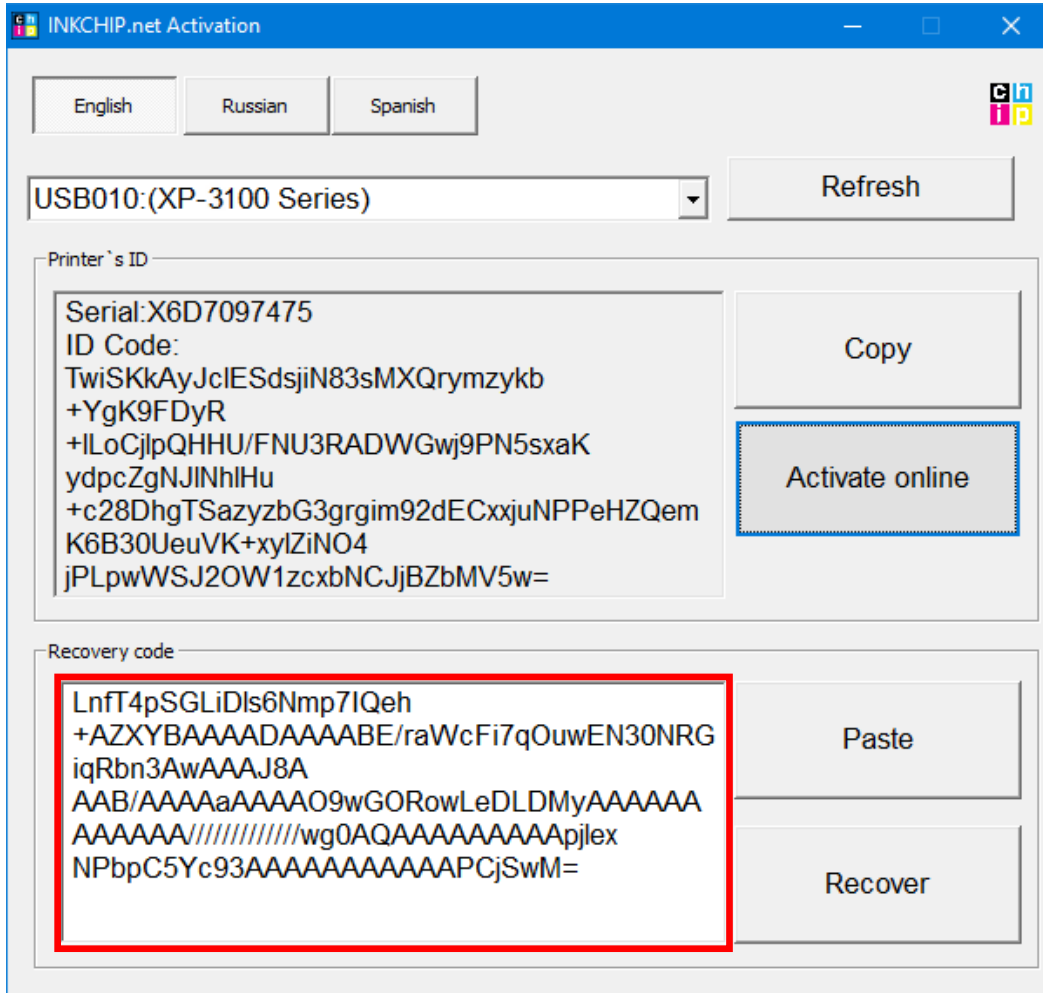 INKCHIP.net Activation
English
Russian
Spanish
chip
USB010:(XP-3100 Series)
Refresh
Printer`s ID
Serial:X6D7097475
ID Code:
TwiSKkAyJclESdsjiN83sMXQrymzykb
+YgK9FDyR
+lLoCjlpQHHU/FNU3RADWGwj9PN5sxaK
ydpcZgNJlNhlHu
+c28DhgTSazyzbG3grgim92dECxxjuNPPeHZQem
K6B30UeuVK+xylZiNO4
jPLpwWSJ2OW1zcxbNCJjBZbMV5w=
Copy
Activate online
Recovery code
LnfT4pSGLiDls6Nmp7IQeh
+AZXYBAAAADAAAABE/raWcFi7qOuwEN30NRG
iqRbn3AwAAAJ8A
AAB/AAAAaAAAAO9wGORowLeDLDMyAAAAAA
AAAAAA/////////////wg0AQAAAAAAAAApjlex
NPbpC5Yc93AAAAAAAAAAAPCjSwM=
Paste
Recover